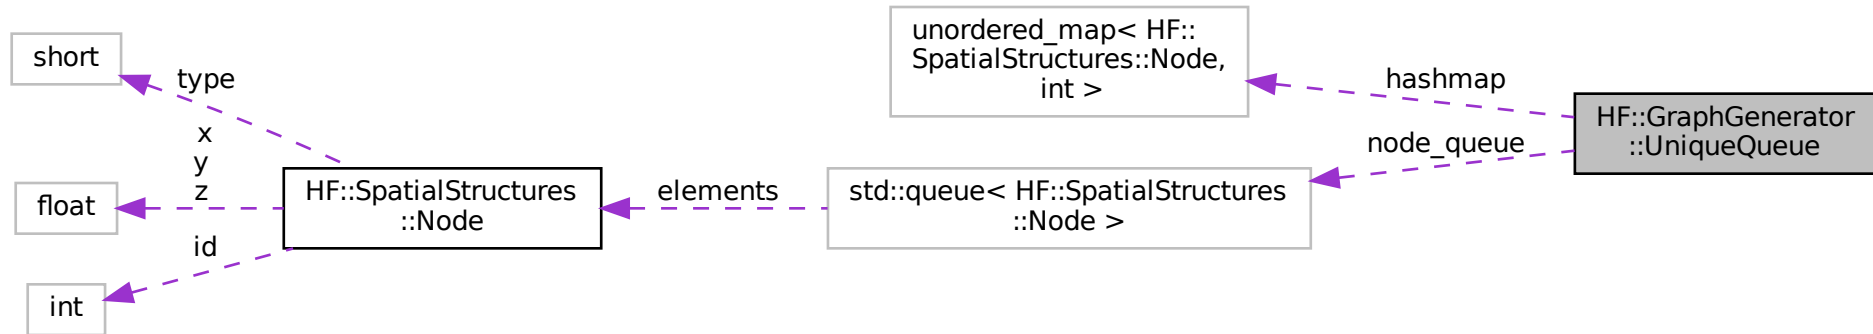 short
type
x
y
z
float
id
int
HF::SpatialStructures
::Node
elements
std::queue< HF::SpatialStructures
::Node >
unordered_map< HF::
SpatialStructures::Node,
int >
hashmap
node_queue
HF::GraphGenerator
::UniqueQueue